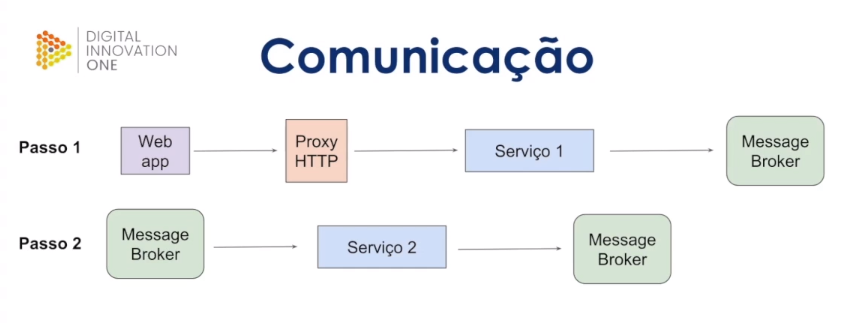 DIGITAL
INNOVATION
ONE
Comunicação
Passo 1
Web
app
Proxy
HTTP
Serviço 1
Message
Broker
Passo 2
Message
Broker
Serviço 2
Message
Broker